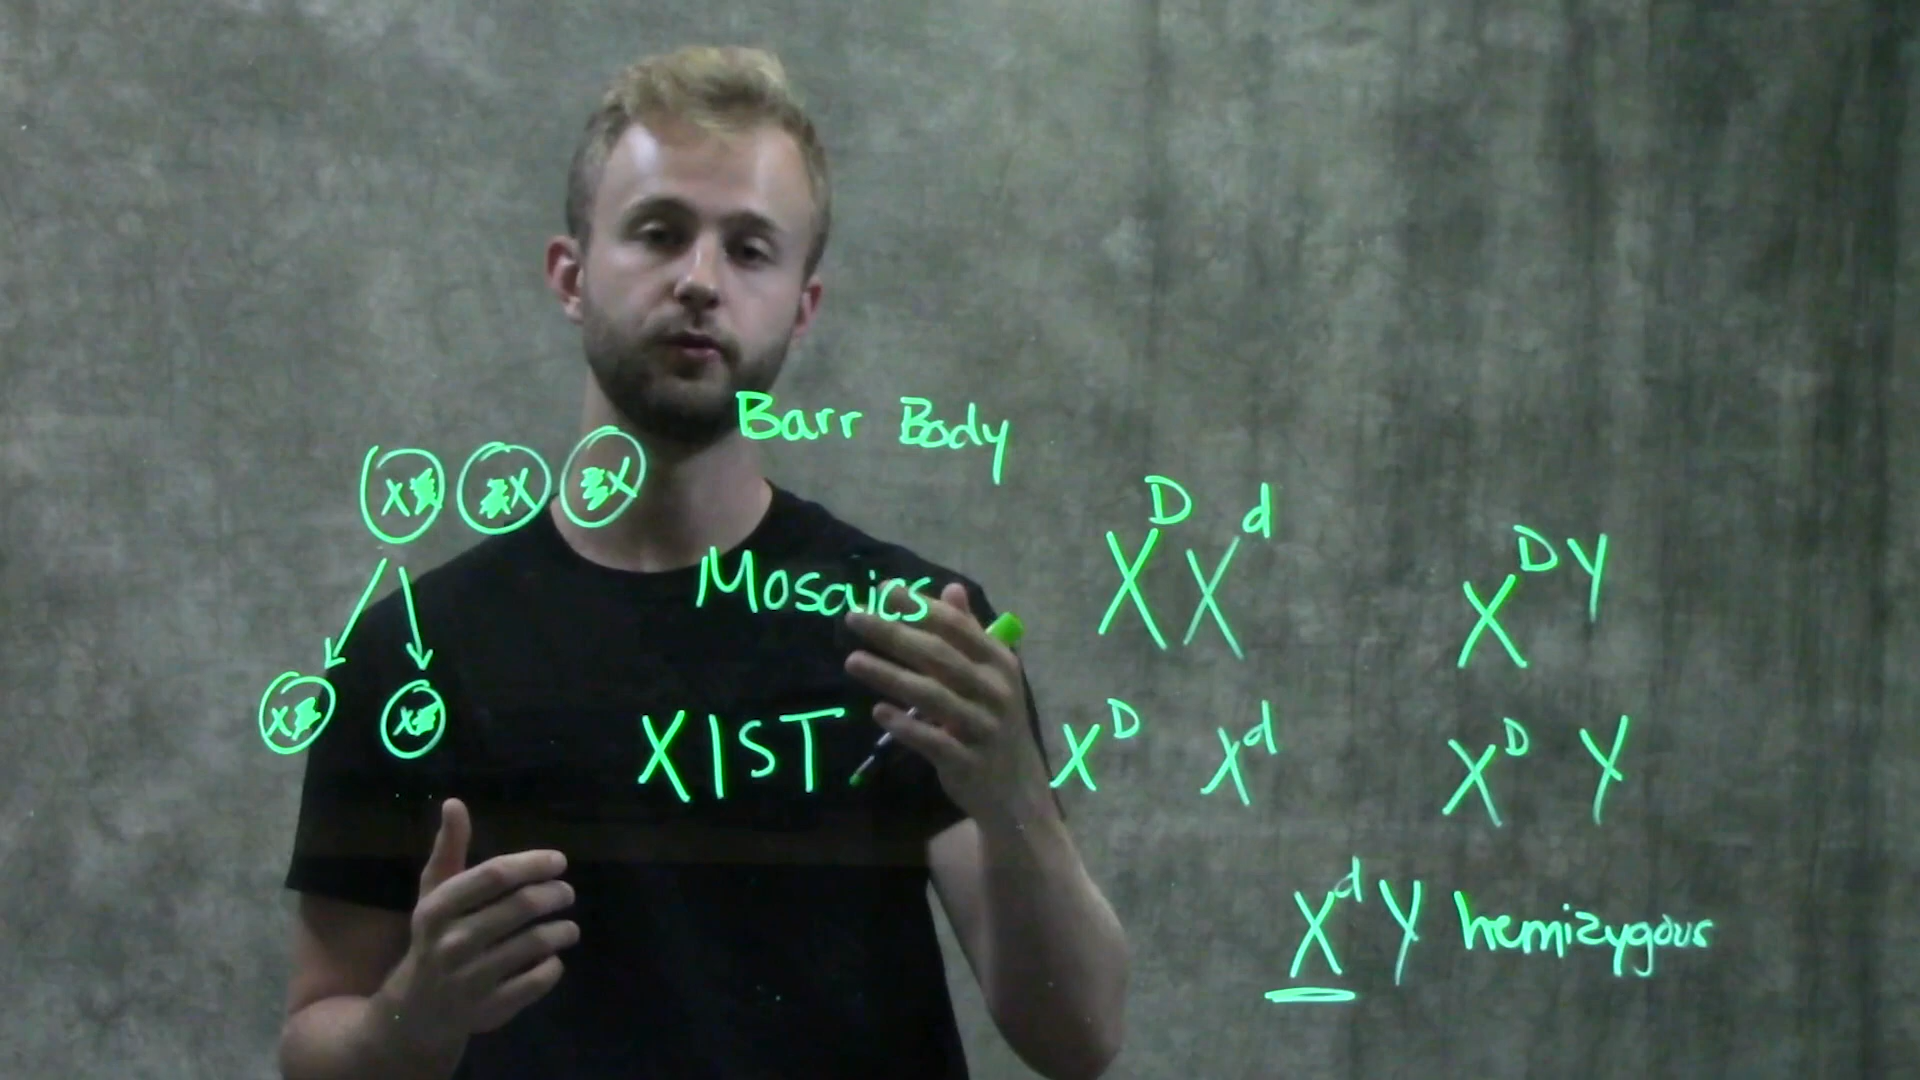 Barr Body
X X X X X X
Mosaics
X^D X^d
X^D Y
X X X X
XIST
X^D X^d
X^D Y
X^d Y hemizygous